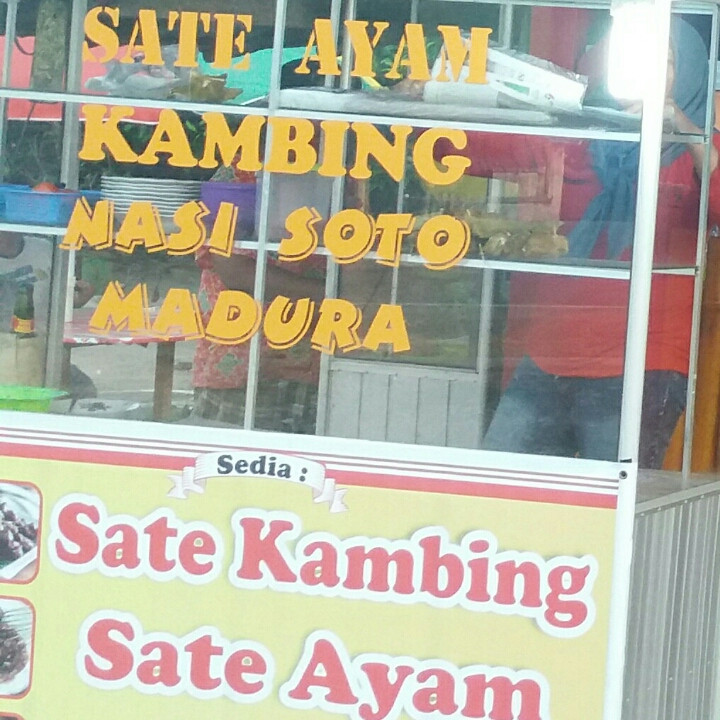 SATE AYAM
KAMBING
NASI SOTO
MADURA
Sedia :
Sate Kambing
Sate Ayam